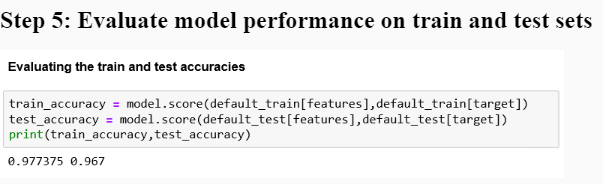 Step 5: Evaluate model performance on train and test sets
Evaluating the train and test accuracies
train_accuracy = model.score(default_train[features],default_train[target])
test_accuracy = model.score(default_test[features],default_test[target])
print(train_accuracy,test_accuracy)
0.977375 0.967